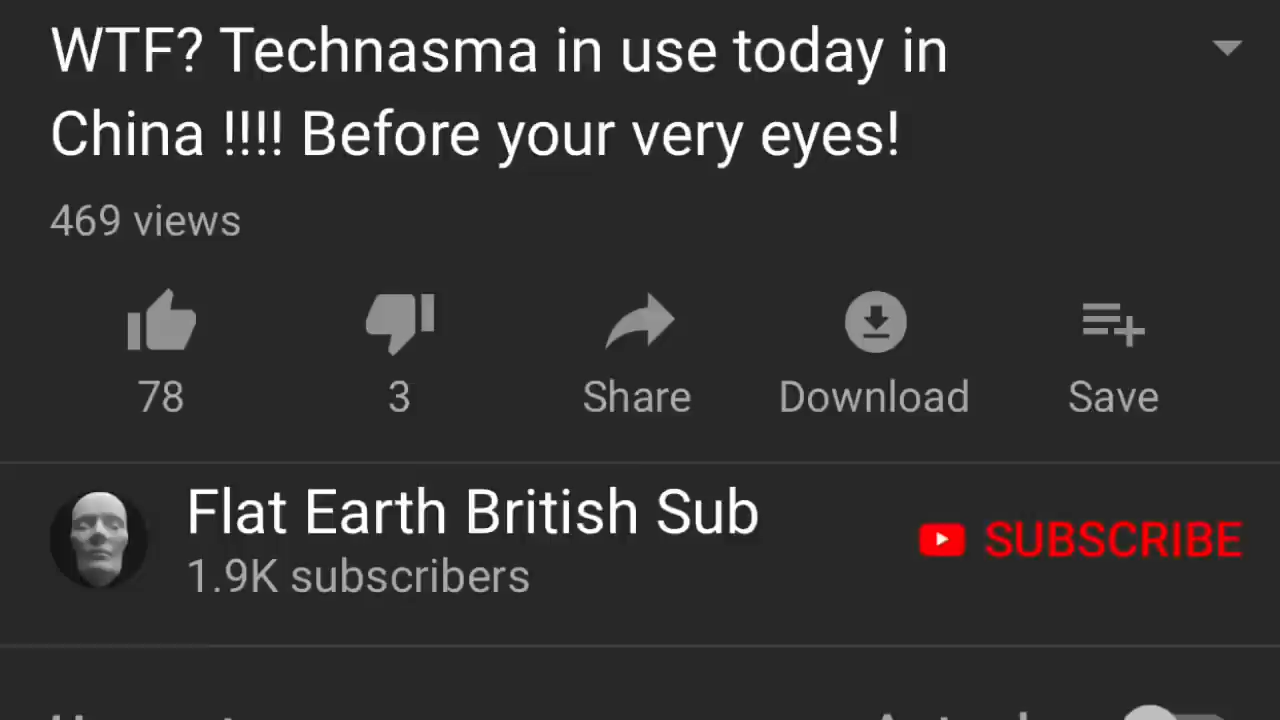 WTF? Technasma in use today in
China !!!! Before your very eyes!
469 views
78
3
Share
Download
Save
Flat Earth British Sub
1.9K subscribers
SUBSCRIBE